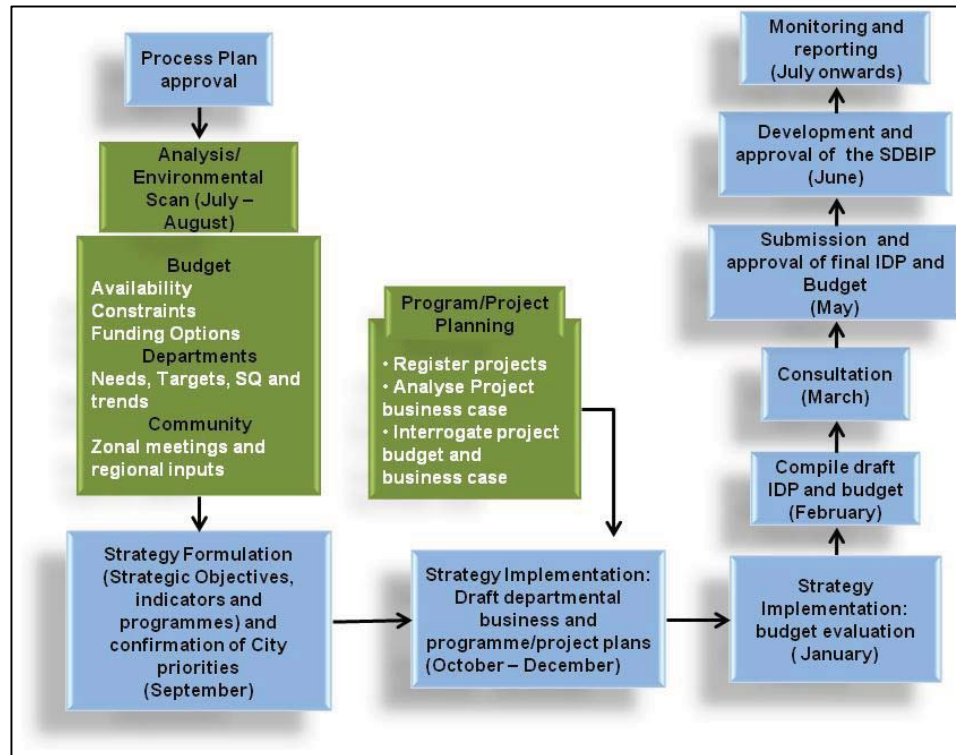 Process Plan
approval
Analysis/
Environmental
Scan (July –
August)
Budget
Availability
Constraints
Funding Options
Departments
Needs, Targets, SQ and
trends
Community
Zonal meetings and
regional inputs
Strategy Formulation
(Strategic Objectives,
indicators and
programmes) and
confirmation of City
priorities
(September)
Program/Project
Planning
• Register projects
• Analyse Project
business case
• Interrogate project
budget and
business case
Strategy Implementation:
Draft departmental
business and
programme/project plans
(October – December)
Strategy
Implementation:
budget evaluation
( January)
Compile draft
IDP and budget
(February)
Consultation
(March)
Submission and
approval of final IDP and
Budget
(May)
Development and
approval of the SDBIP
(June)
Monitoring and
reporting
(July onwards)